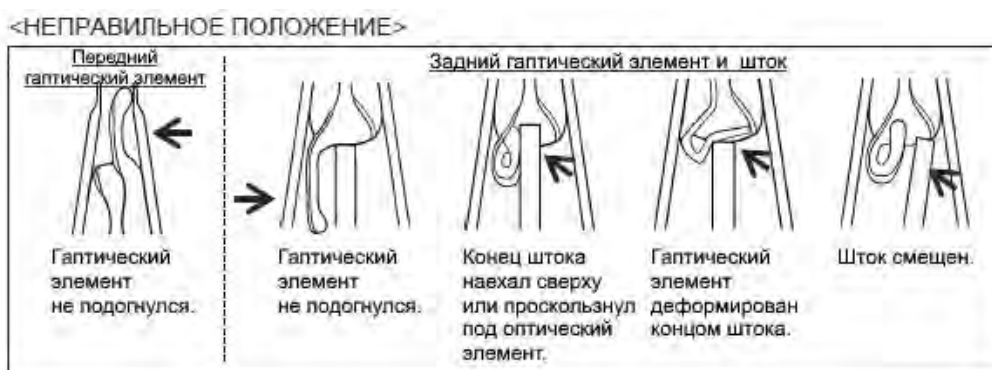 <НЕПРАВИЛЬНОЕ ПОЛОЖЕНИЕ>
Передний
гаптический элемент
Задний гаптический элемент и шток
Гаптический
элемент
не подогнулся.
Гаптический
элемент
не подогнулся.
Конец штока
наехал сверху
или проскользнул
под оптический
элемент.
Гаптический
элемент
деформирован
концом штока.
Шток смещен.